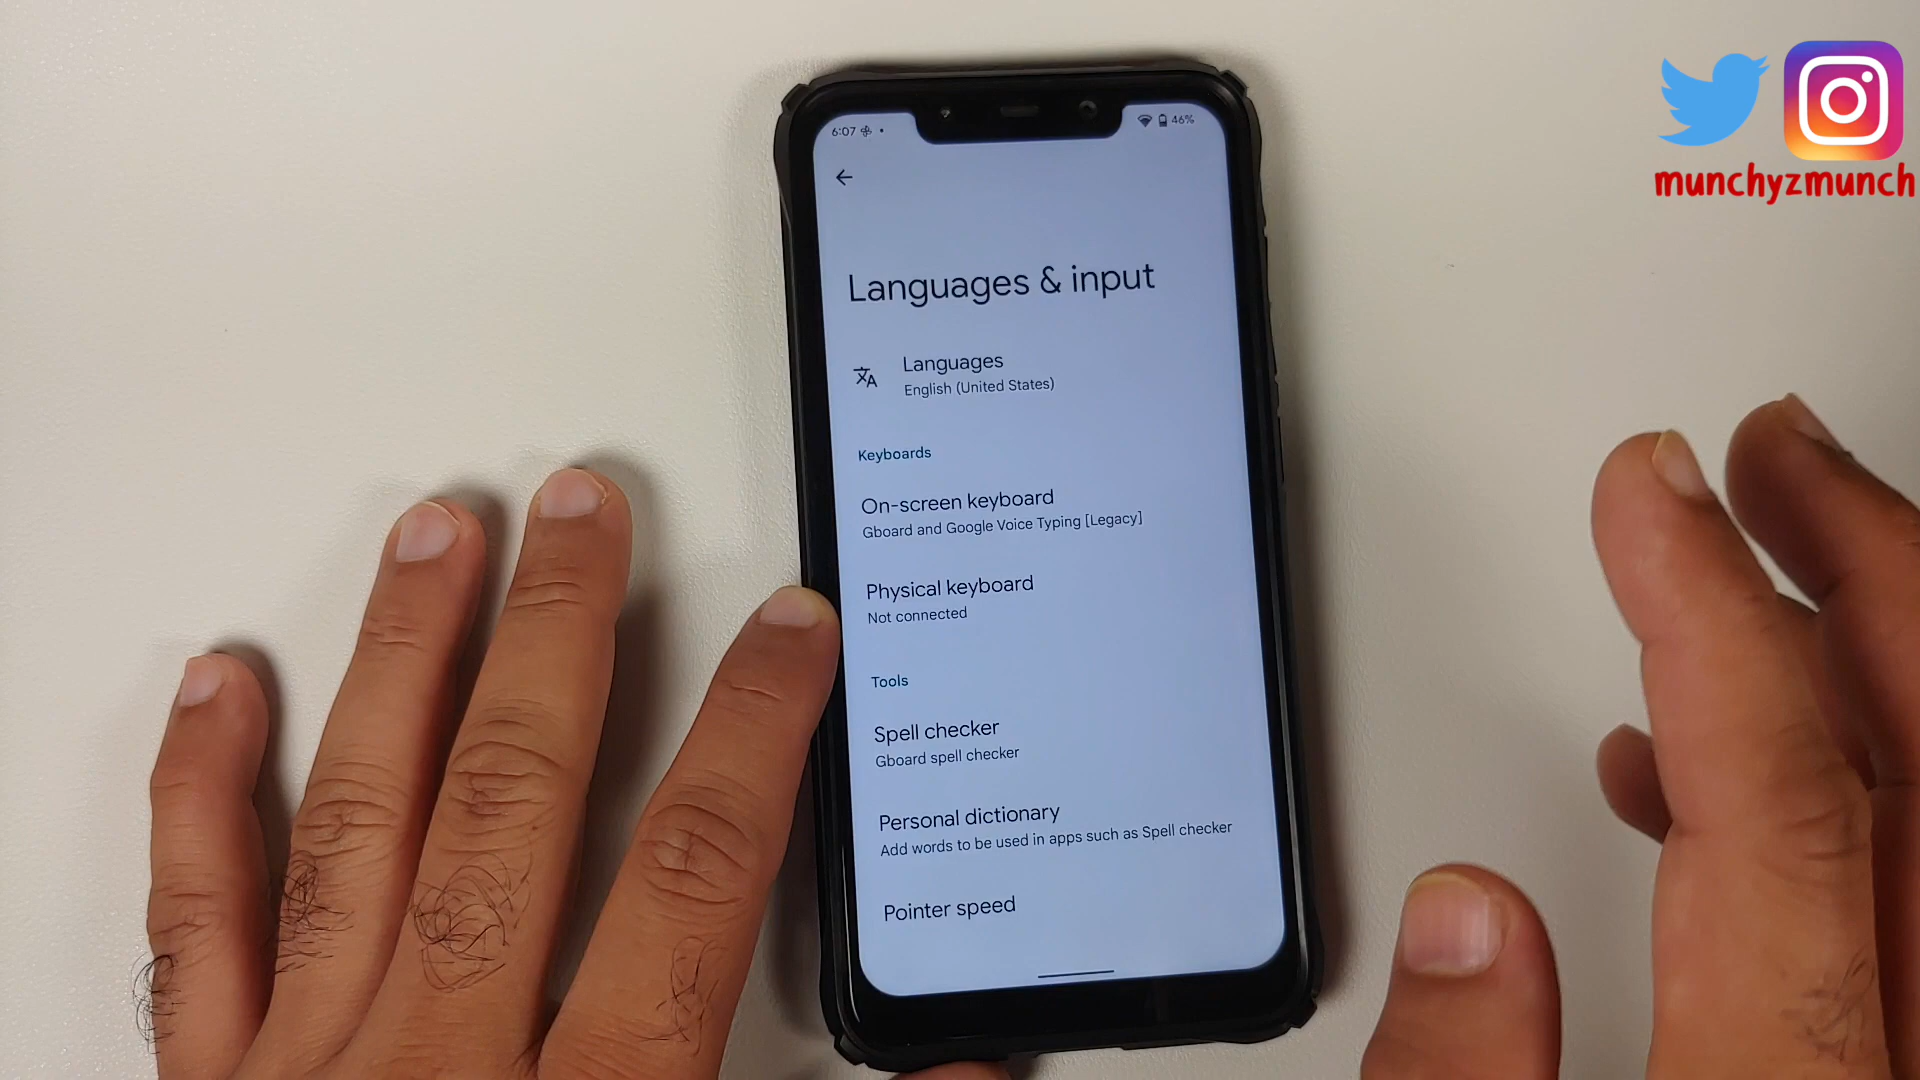 6:07
46%
munchyzmunch
Languages & input
Languages
English (United States)
Keyboards
On-screen keyboard
Gboard and Google Voice Typing [Legacy]
Physical keyboard
Not connected
Tools
Spell checker
Gboard spell checker
Personal dictionary
Add words to be used in apps such as Spell checker
Pointer speed